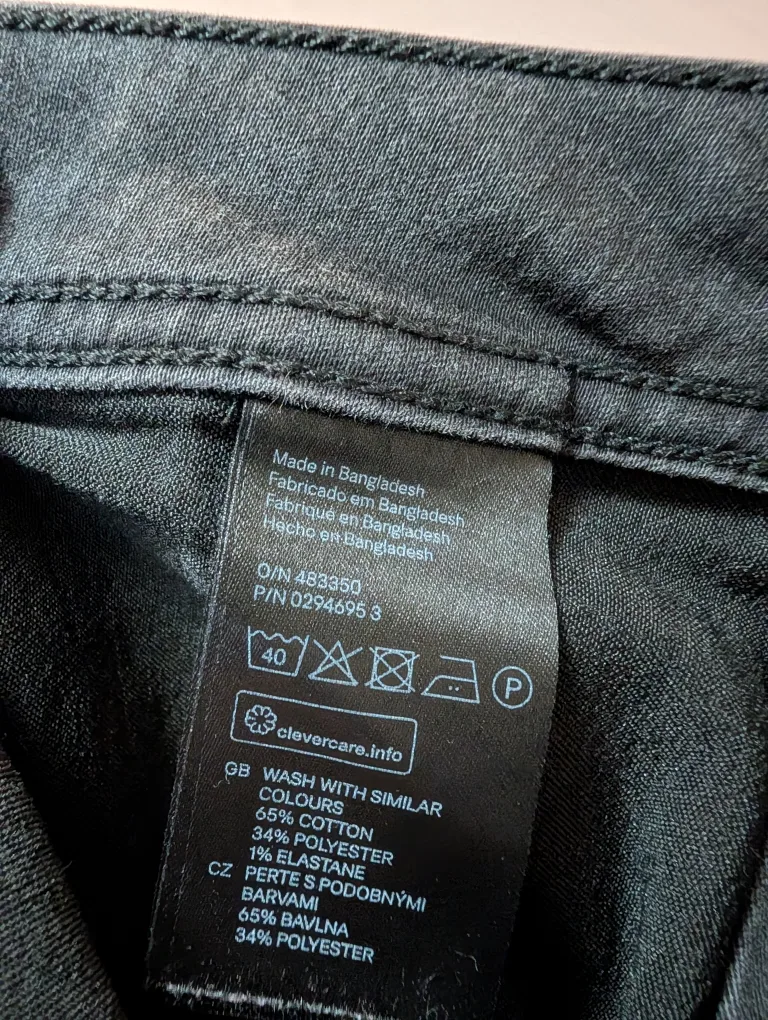 Made in Bangladesh
Fabricado em Bangladesh
Fabriqué en Bangladesh
Hecho en Bangladesh
O/N 483350
P/N 0294695 3
40 P
clevercare.info
GB WASH WITH SIMILAR
COLOURS
65% COTTON
34% POLYESTER
1% ELASTANE
CZ PERTE S PODOBNÝMI
BARVAMI
65% BAVLNA
34% POLYESTER